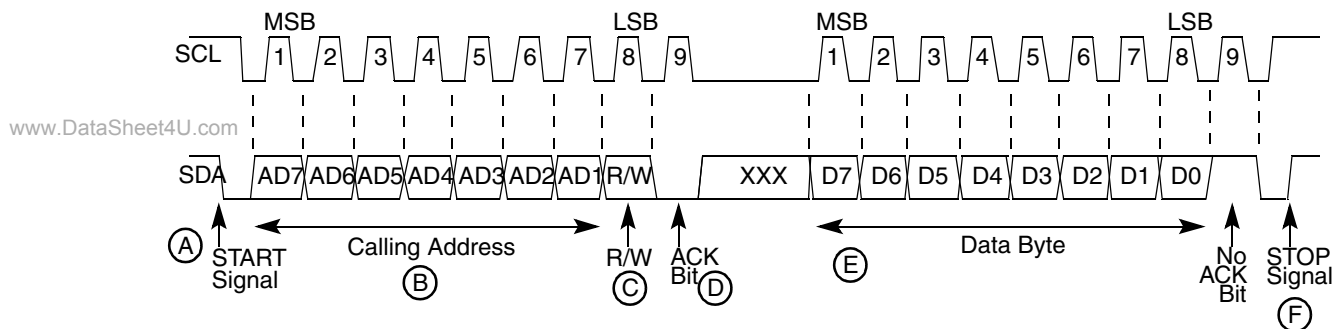 MSB LSB MSB LSB
SCL 1 2 3 4 5 6 7 8 9 1 2 3 4 5 6 7 8 9
www.DataSheet4U.com
SDA AD7 AD6 AD5 AD4 AD3 AD2 AD1 R/W XXX D7 D6 D5 D4 D3 D2 D1 D0
A START Signal
Calling Address
B
R/W
C
ACK
Bit D
E
Data Byte
No
ACK
Bit
STOP
Signal
F